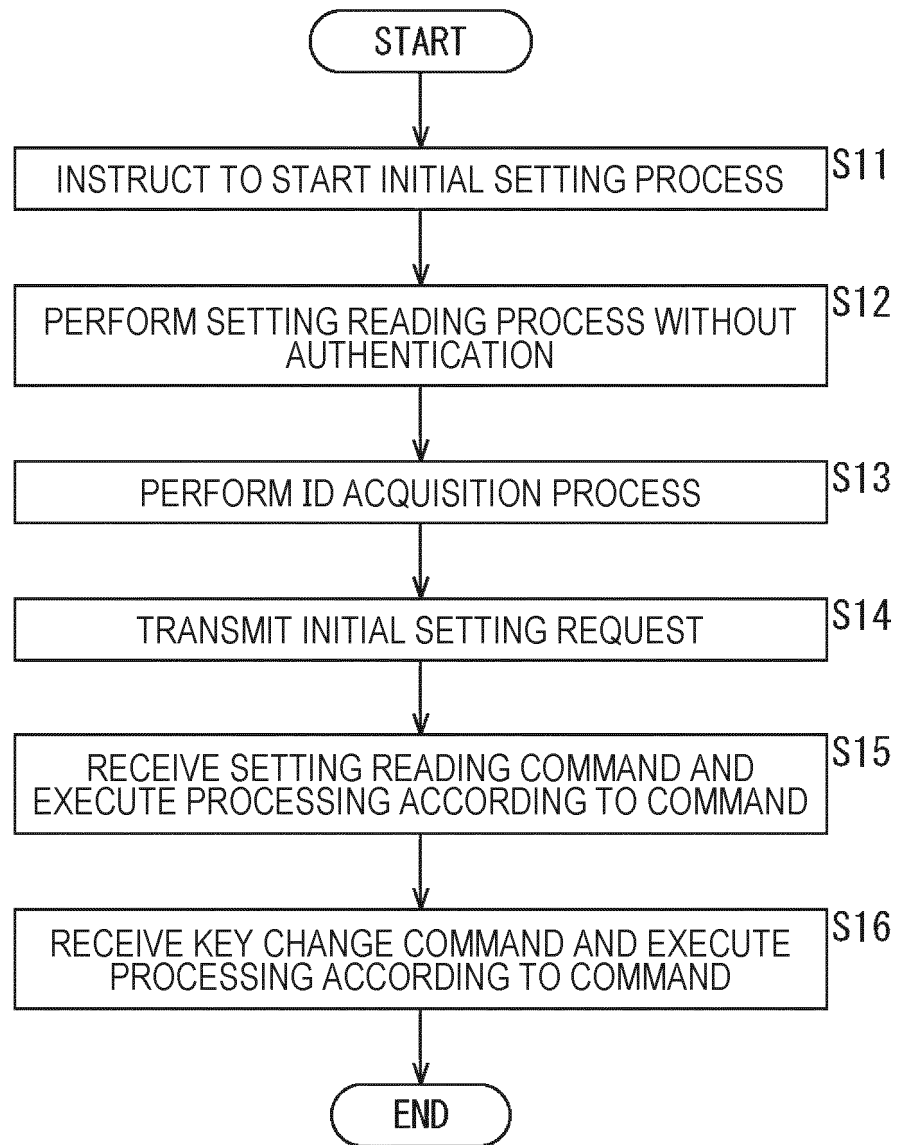 START
INSTRUCT TO START INITIAL SETTING PROCESS
S11
PERFORM SETTING READING PROCESS WITHOUT
AUTHENTICATION
S12
PERFORM ID ACQUISITION PROCESS
S13
TRANSMIT INITIAL SETTING REQUEST
S14
RECEIVE SETTING READING COMMAND AND
EXECUTE PROCESSING ACCORDING TO COMMAND
S15
RECEIVE KEY CHANGE COMMAND AND EXECUTE
PROCESSING ACCORDING TO COMMAND
S16
END